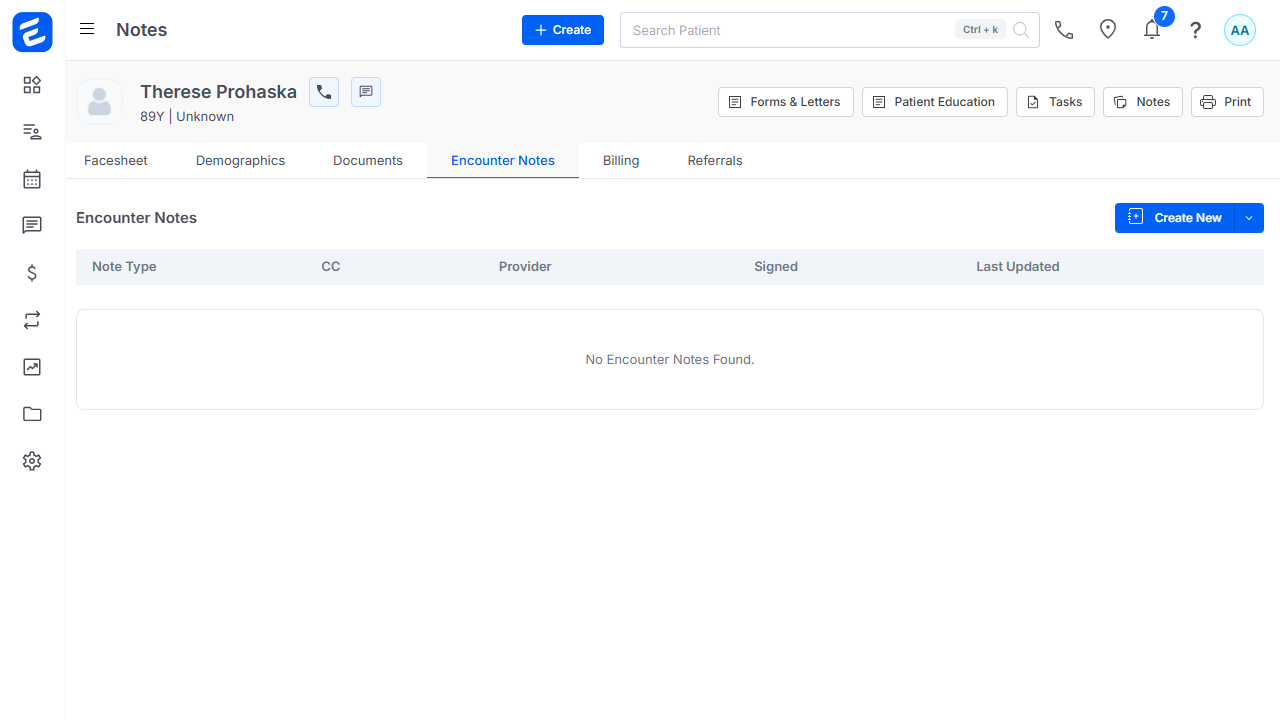 Notes
Create
Search Patient
Ctrl + k
7
?
AA
Therese Prohaska
89Y | Unknown
Forms & Letters
Patient Education
Tasks
Notes
Print
Facesheet
Demographics
Documents
Encounter Notes
Billing
Referrals
Encounter Notes
Create New
Note Type
CC
Provider
Signed
Last Updated
No Encounter Notes Found.